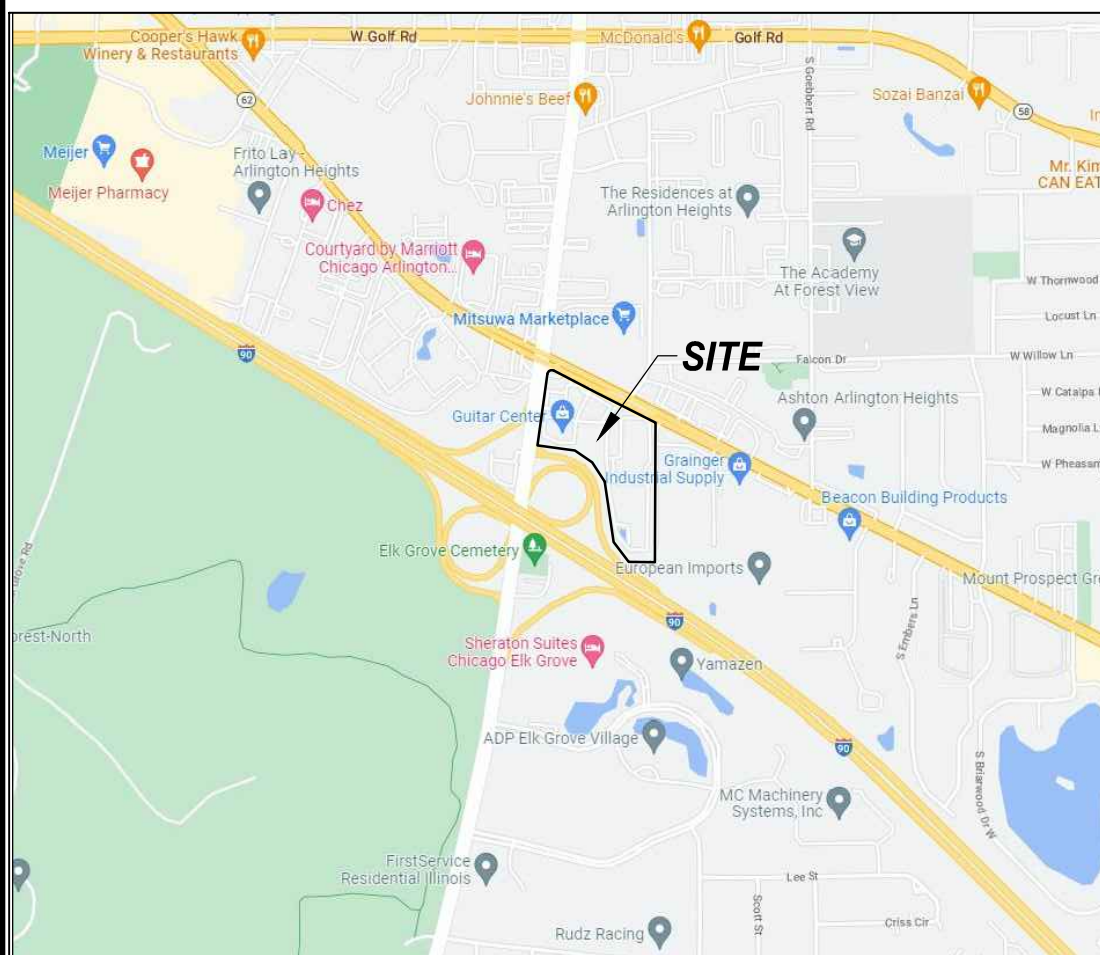 Cooper's Hawk
Winery & Restaurants
W Golf Rd
McDonald's
Golf Rd
S Goebbert Rd
62
Johnnie's Beef
Sozai Banzai
58
In
Meijer
Meijer Pharmacy
Frito Lay -
Arlington Heights
Chez
Mr. Kim
CAN EAT
The Residences at
Arlington Heights
Courtyard by Marriott
Chicago Arlington...
The Academy
At Forest View
W Thornwood
Locust Ln
Mitsuwa Marketplace
90
SITE
Falcon Dr
W Willow Ln
Guitar Center
Ashton Arlington Heights
W Catalpa
Magnolia L
W Pheasan
Grainger
Industrial Supply
Beacon Building Products
Elk Grove Cemetery
European Imports
Mount Prospect Gr
Grove Rd
orest-North
90
S Embers Ln
Sheraton Suites
Chicago Elk Grove
Yamazen
ADP Elk Grove Village
90
S Briarwood Dr W
MC Machinery
Systems, Inc
FirstService
Residential Illinois
Lee St
Scott St
Criss Cir
Rudz Racing